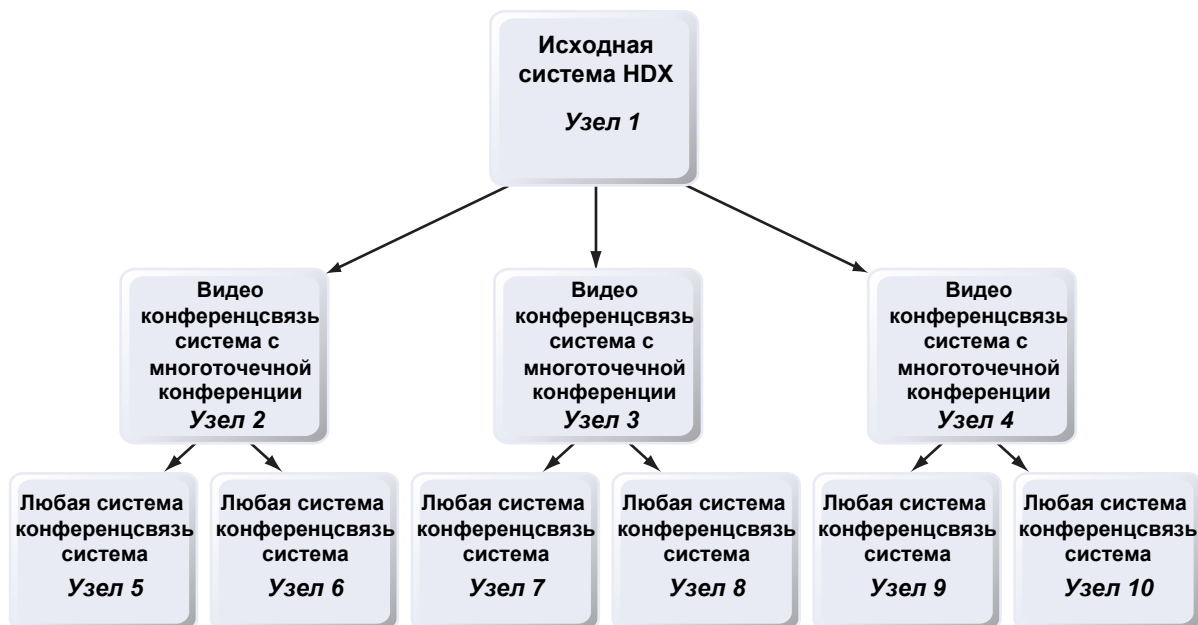 Исходная
система HDX
Узел 1
Видео
конференцсвязь
система с
многоточечной
конференции
Узел 2
Видео
конференцсвязь
система с
многоточечной
конференции
Узел 3
Видео
конференцсвязь
система с
многоточечной
конференции
Узел 4
Любая система
конференцсвязь
система
Узел 5
Любая система
конференцсвязь
система
Узел 6
Любая система
конференцсвязь
система
Узел 7
Любая система
конференцсвязь
система
Узел 8
Любая система
конференцсвязь
система
Узел 9
Любая система
конференцсвязь
система
Узел 10